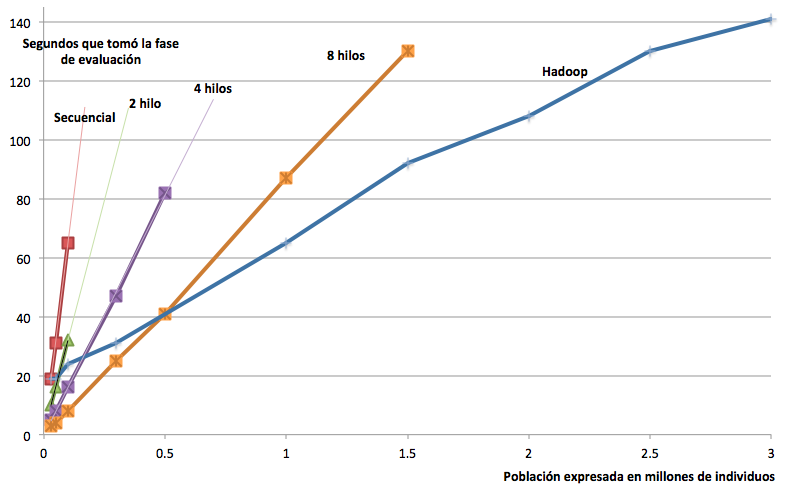 140
Segundos que tomó la fase
de evaluación
8 hilos
Hadoop
120
4 hilos
2 hilo
Secuencial
100
80
60
40
20
0
0 0.5 1 1.5 2 2.5 3
Población expresada en millones de individuos